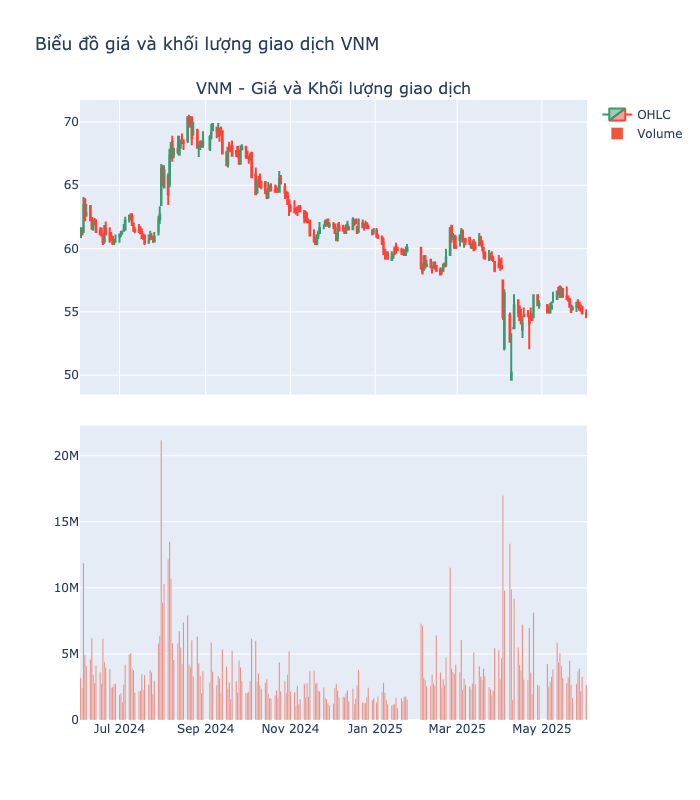 Biểu đồ giá và khối lượng giao dịch VNM
VNM - Giá và Khối lượng giao dịch
OHLC
Volume
70
65
60
55
50
20M
15M
10M
5M
0
Jul 2024
Sep 2024
Nov 2024
Jan 2025
Mar 2025
May 2025